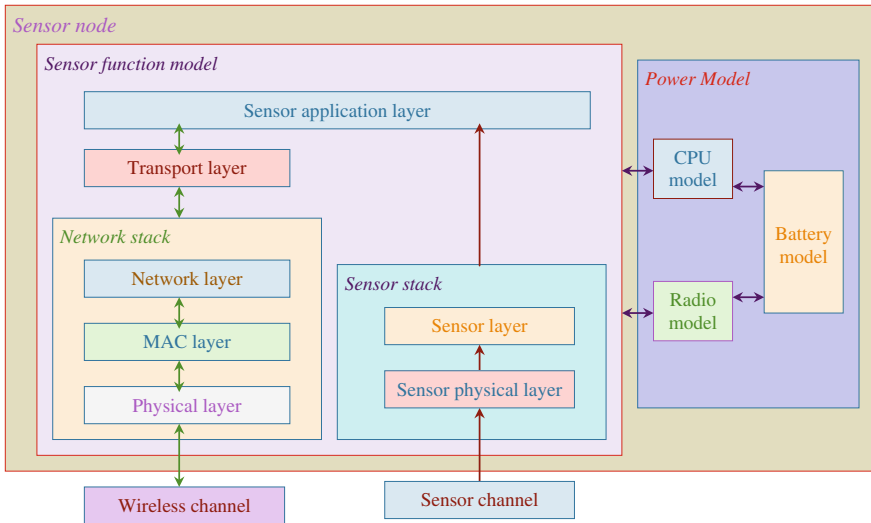 Sensor node
Sensor function model
Sensor application layer
Transport layer
Network stack
Network layer
MAC layer
Physical layer
Sensor stack
Sensor layer
Sensor physical layer
Power Model
CPU
model
Battery
model
Radio
model
Wireless channel
Sensor channel